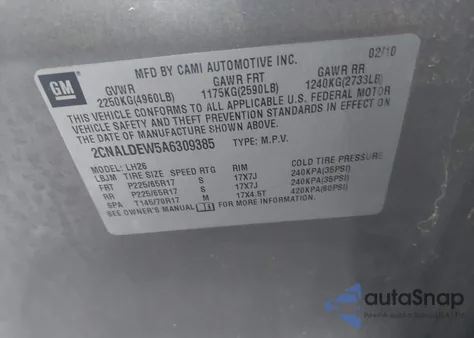 GM
MFD BY CAMI AUTOMOTIVE INC. 02/10
GVWR GAWR FRT GAWR RR
2250KG(4960LB) 1175KG(2590LB) 1240KG(2733LB)
THIS VEHICLE CONFORMS TO ALL APPLICABLE U.S. FEDERAL MOTOR
VEHICLE SAFETY AND THEFT PREVENTION STANDARDS IN EFFECT ON THE
DATE OF MANUFACTURE SHOWN ABOVE.
2CNALDEW5A6309385 TYPE: M.P.V.
MODEL: LH26
LBJM TIRE SIZE SPEED RTG RIM COLD TIRE PRESSURE
FRT P225/65R17 S 17X7J 240KPA(35PSI)
RR P225/65R17 S 17X7J 240KPA(35PSI)
SPA T145/70R17 M 17X4.5T 420KPA(60PSI)
SEE OWNER'S MANUAL FOR MORE INFORMATION.
autoSnap